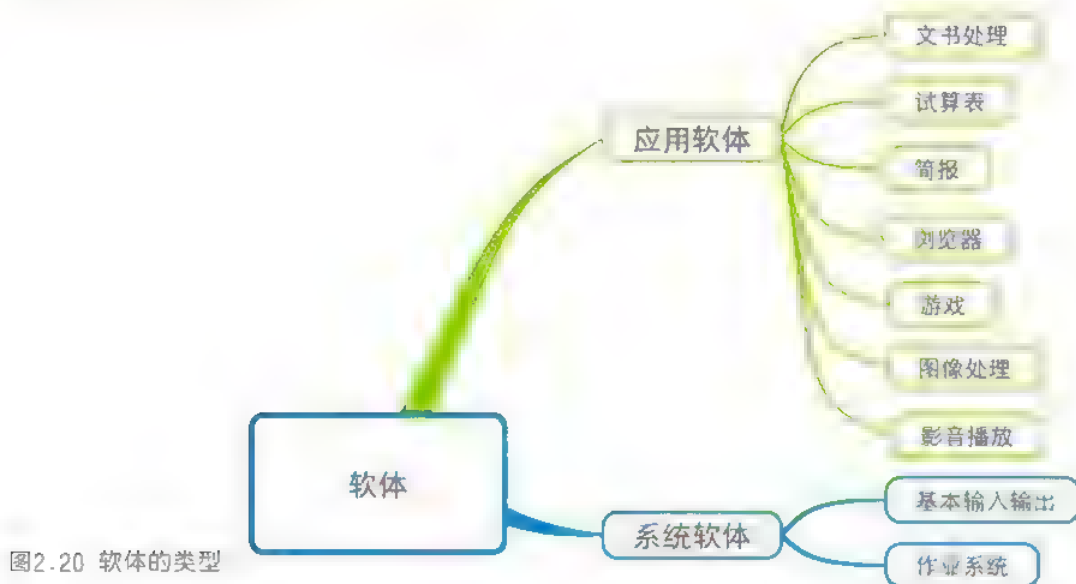 文书处理
试算表
应用软体
简报
浏览器
游戏
图像处理
影音播放
软体
基本输入输出
系统软体
作业系统
图2.20 软体的类型